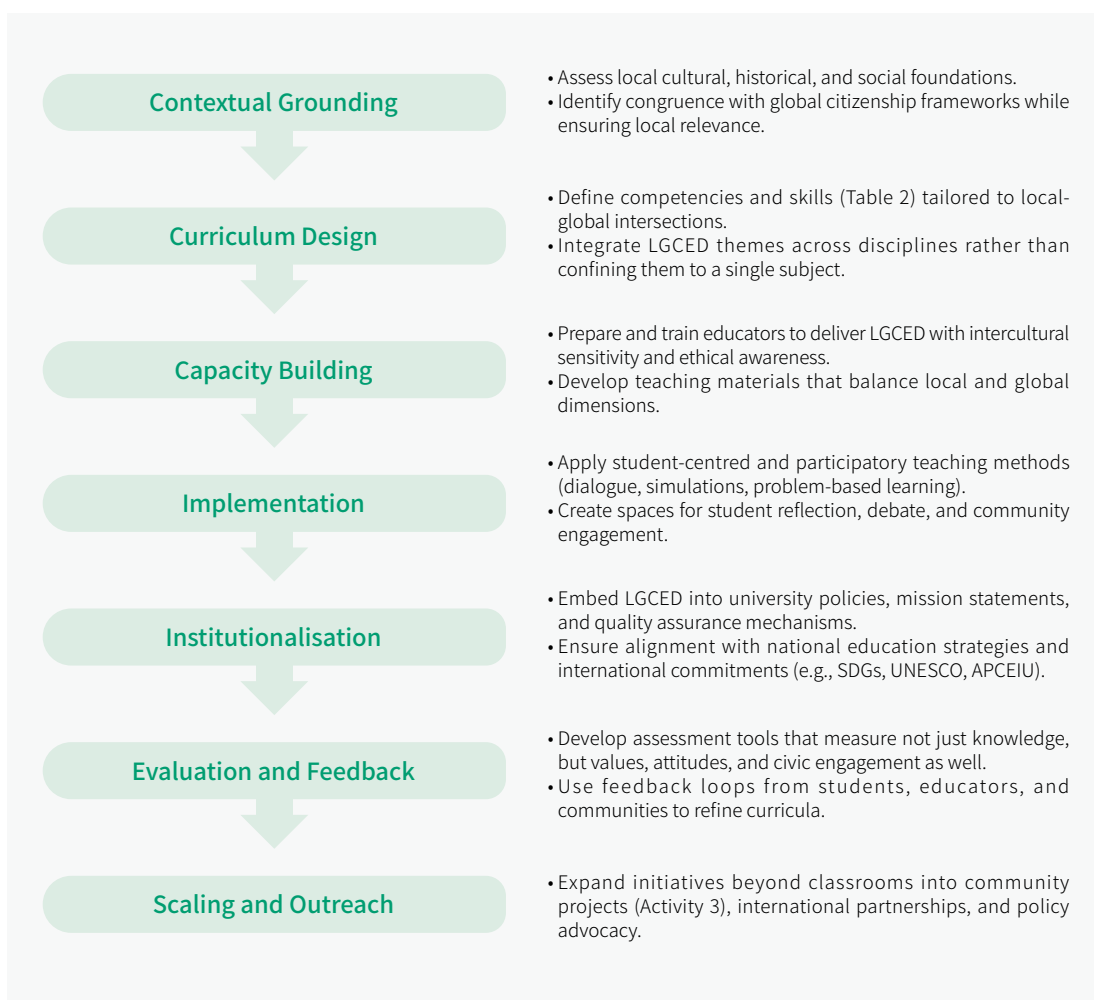 Contextual Grounding
• Assess local cultural, historical, and social foundations.
• Identify congruence with global citizenship frameworks while
ensuring local relevance.
Curriculum Design
• Define competencies and skills (Table 2) tailored to local-
global intersections.
• Integrate LGCED themes across disciplines rather than
confining them to a single subject.
Capacity Building
• Prepare and train educators to deliver LGCED with intercultural
sensitivity and ethical awareness.
• Develop teaching materials that balance local and global
dimensions.
Implementation
• Apply student-centred and participatory teaching methods
(dialogue, simulations, problem-based learning).
• Create spaces for student reflection, debate, and community
engagement.
Institutionalisation
• Embed LGCED into university policies, mission statements,
and quality assurance mechanisms.
• Ensure alignment with national education strategies and
international commitments (e.g., SDGs, UNESCO, APCEIU).
Evaluation and Feedback
• Develop assessment tools that measure not just knowledge,
but values, attitudes, and civic engagement as well.
• Use feedback loops from students, educators, and
communities to refine curricula.
Scaling and Outreach
• Expand initiatives beyond classrooms into community
projects (Activity 3), international partnerships, and policy
advocacy.